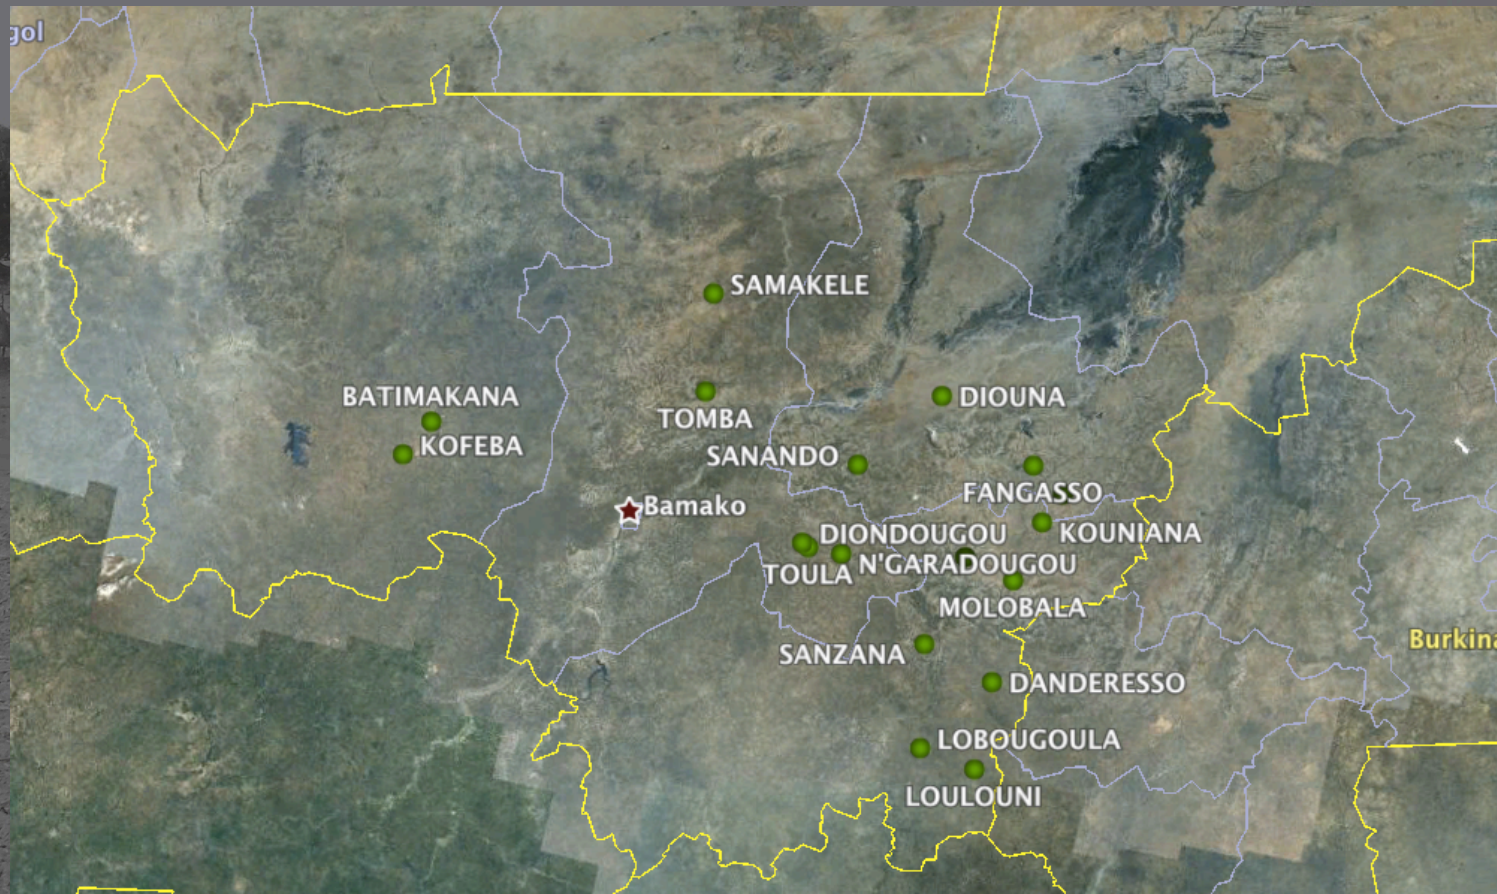 gol
SAMAKELE
BATIMAKANA
DIOUNA
TOMBA
KOFEBA
SANANDO
FANGASSO
Bamako
DIONDOUGOU
KOUNIANA
TOULA
N'GARADOUGOU
MOLOBALA
Burkina
SANZANA
DANDERESSO
LOBOUGOULA
LOULOUNI